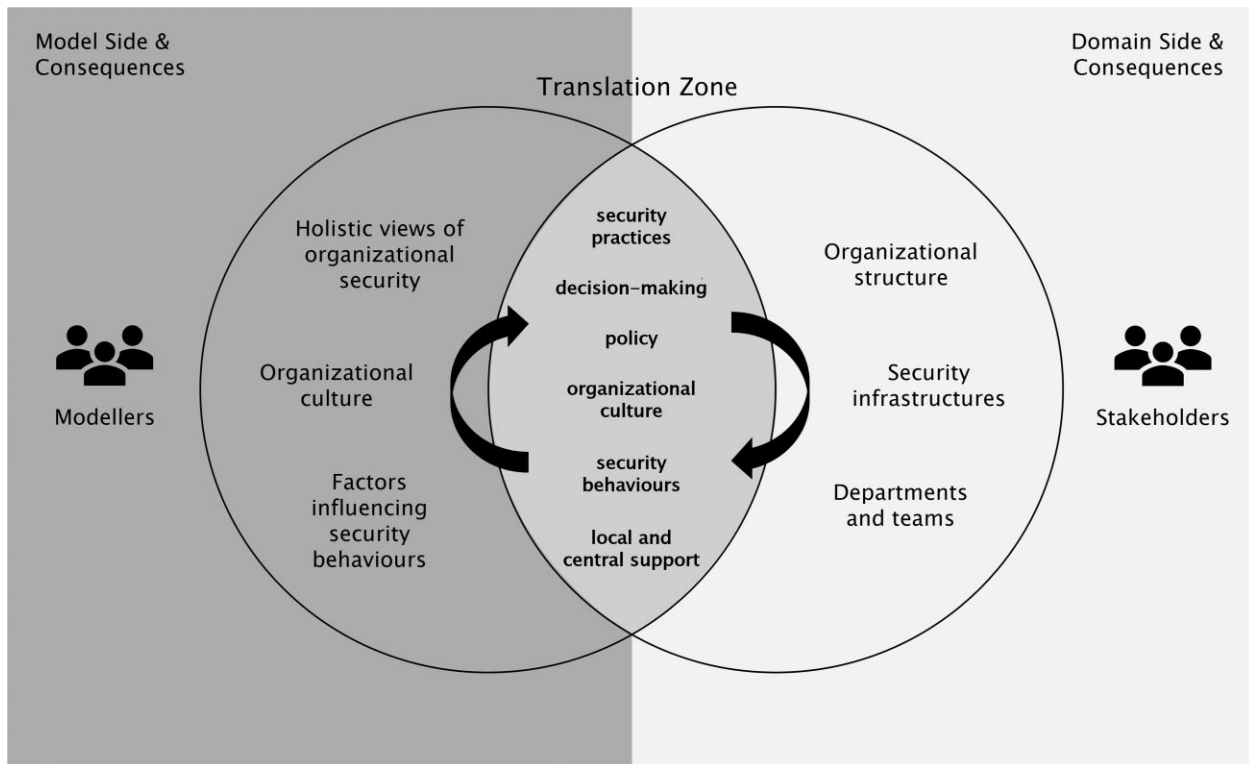 Model Side &
Consequences
Domain Side &
Consequences
Translation Zone
Holistic views of
organizational
security
Organizational
culture
Factors
influencing
security
behaviours
Modellers
security
practices
decision-making
policy
organizational
culture
security
behaviours
local and
central support
Organizational
structure
Security
infrastructures
Departments
and teams
Stakeholders